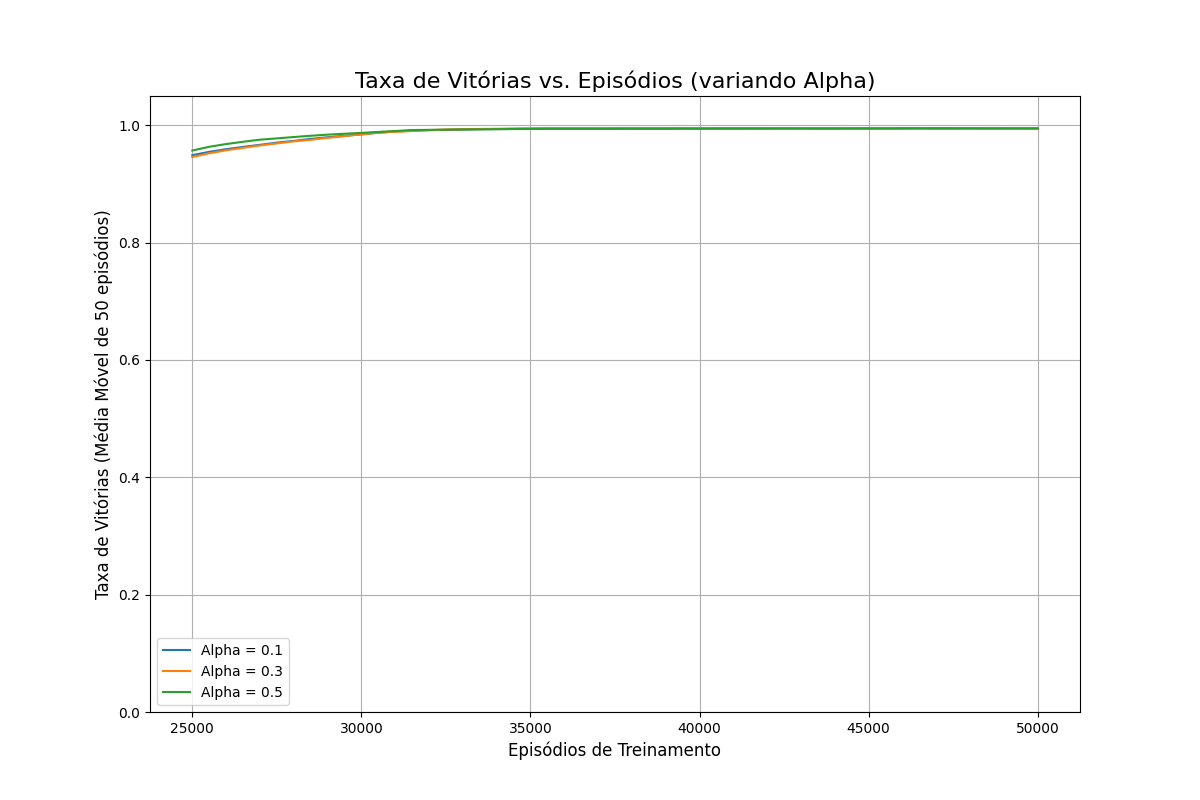 Taxa de Vitórias vs. Episódios (variando Alpha)
Taxa de Vitórias (Média Móvel de 50 episódios)
1.0
0.8
0.6
0.4
0.2
0.0
Alpha = 0.1
Alpha = 0.3
Alpha = 0.5
25000 30000 35000 40000 45000 50000
Episódios de Treinamento